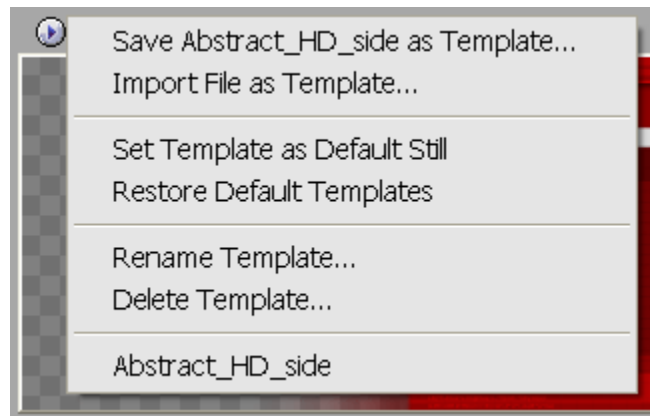 Save Abstract_HD_side as Template...
Import File as Template...
Set Template as Default Still
Restore Default Templates
Rename Template...
Delete Template...
Abstract_HD_side